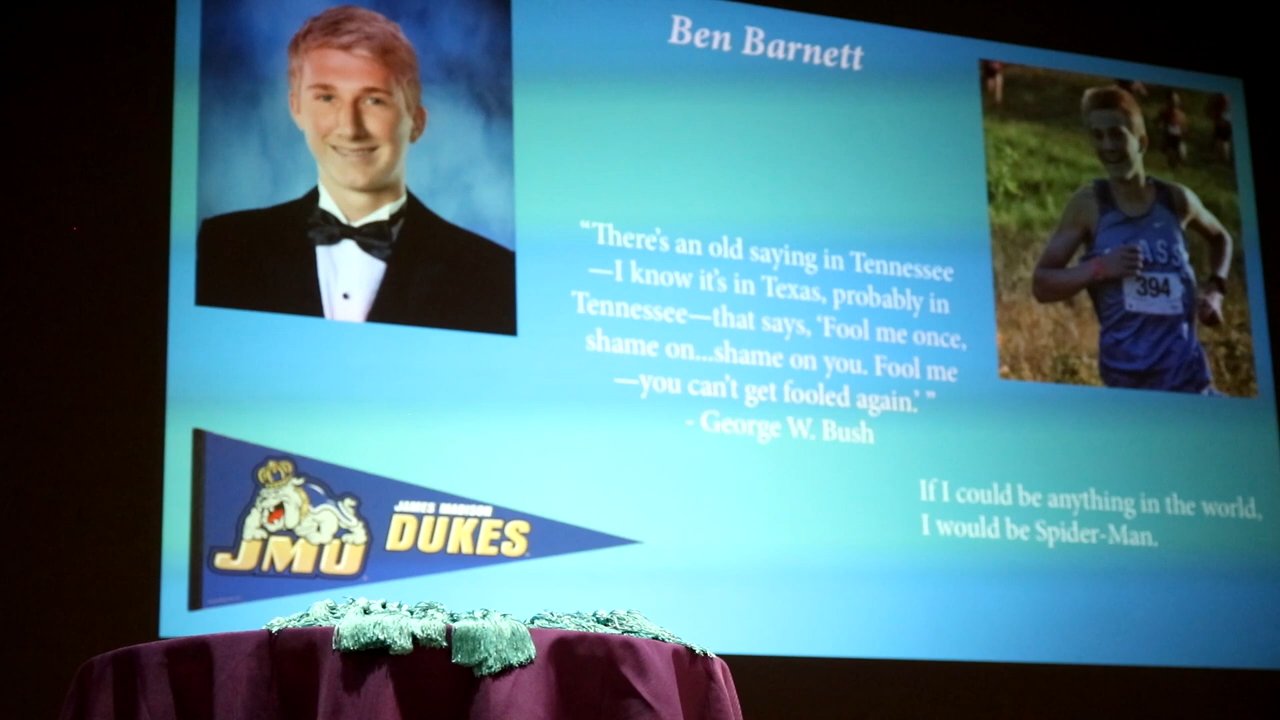 Ben Barnett
“There's an old saying in Tennessee
—I know it's in Texas, probably in
Tennessee—that says, ‘Fool me once,
shame on...shame on you. Fool me
—you can't get fooled again.’ ”
- George W. Bush
ASS
394
If I could be anything in the world,
I would be Spider-Man.
JMU
JAMES MADISON
DUKES